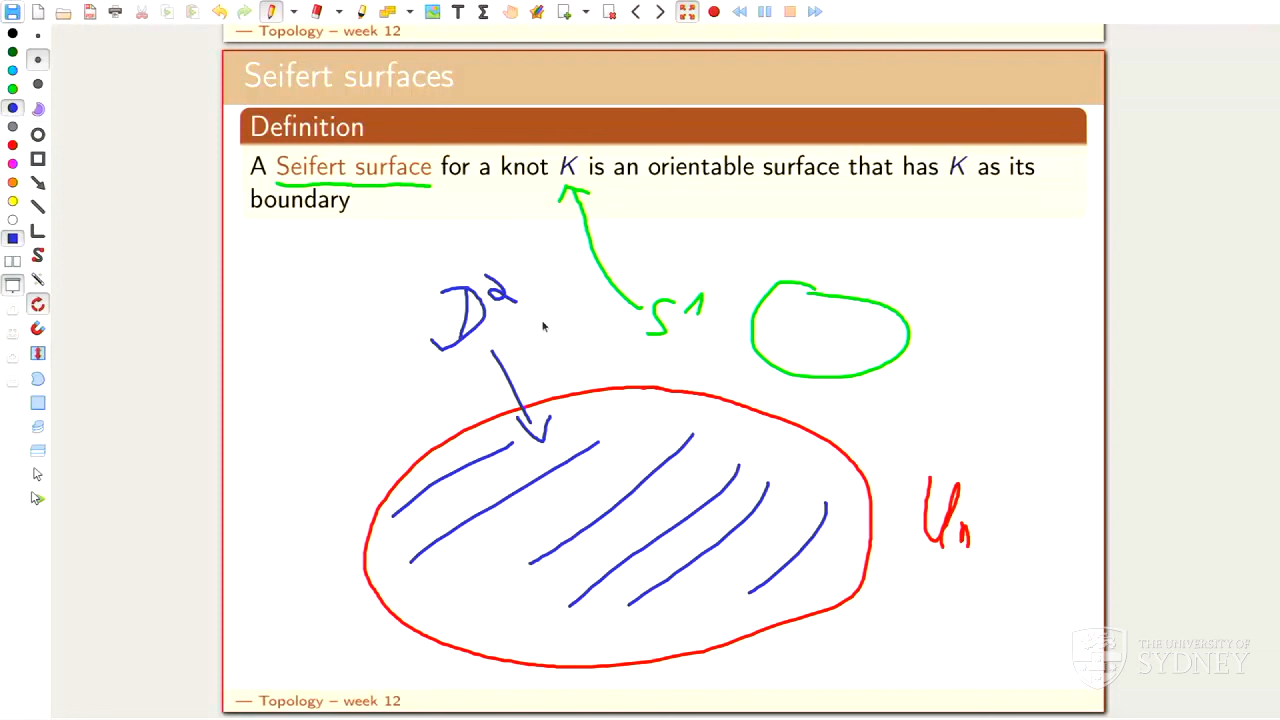 — Topology – week 12
Seifert surfaces
Definition
A Seifert surface for a knot K is an orientable surface that has K as its
boundary
D²
S¹
— Topology – week 12
THE UNIVERSITY OF
SYDNEY